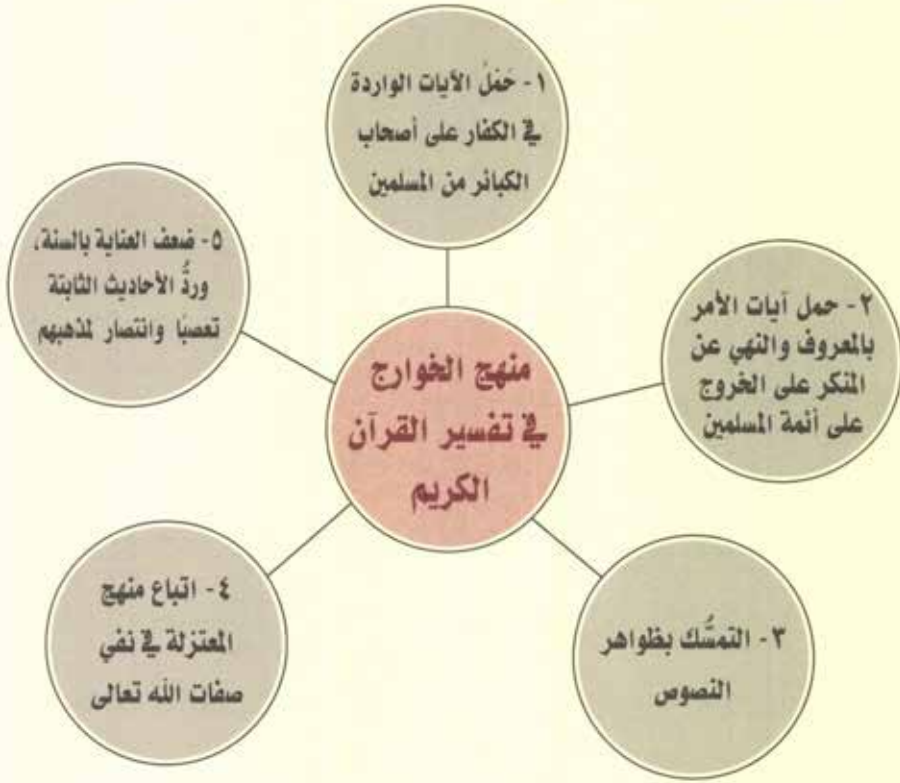 منهج الخوارج
في تفسير القرآن
الكريم
١- حَمْلُ الآيات الواردة
في الكفار على أصحاب
الكبائر من المسلمين
٢- حمل آيات الأمر
بالمعروف والنهي عن
المنكر على الخروج
على أئمة المسلمين
٣- التمسُّك بظواهر
النصوص
٤- اتباع منهج
المعتزلة في نفي
صفات الله تعالى
٥- ضعف العناية بالسنة،
وردُّ الأحاديث الثابتة
تعصبًا وانتصار لمذهبهم